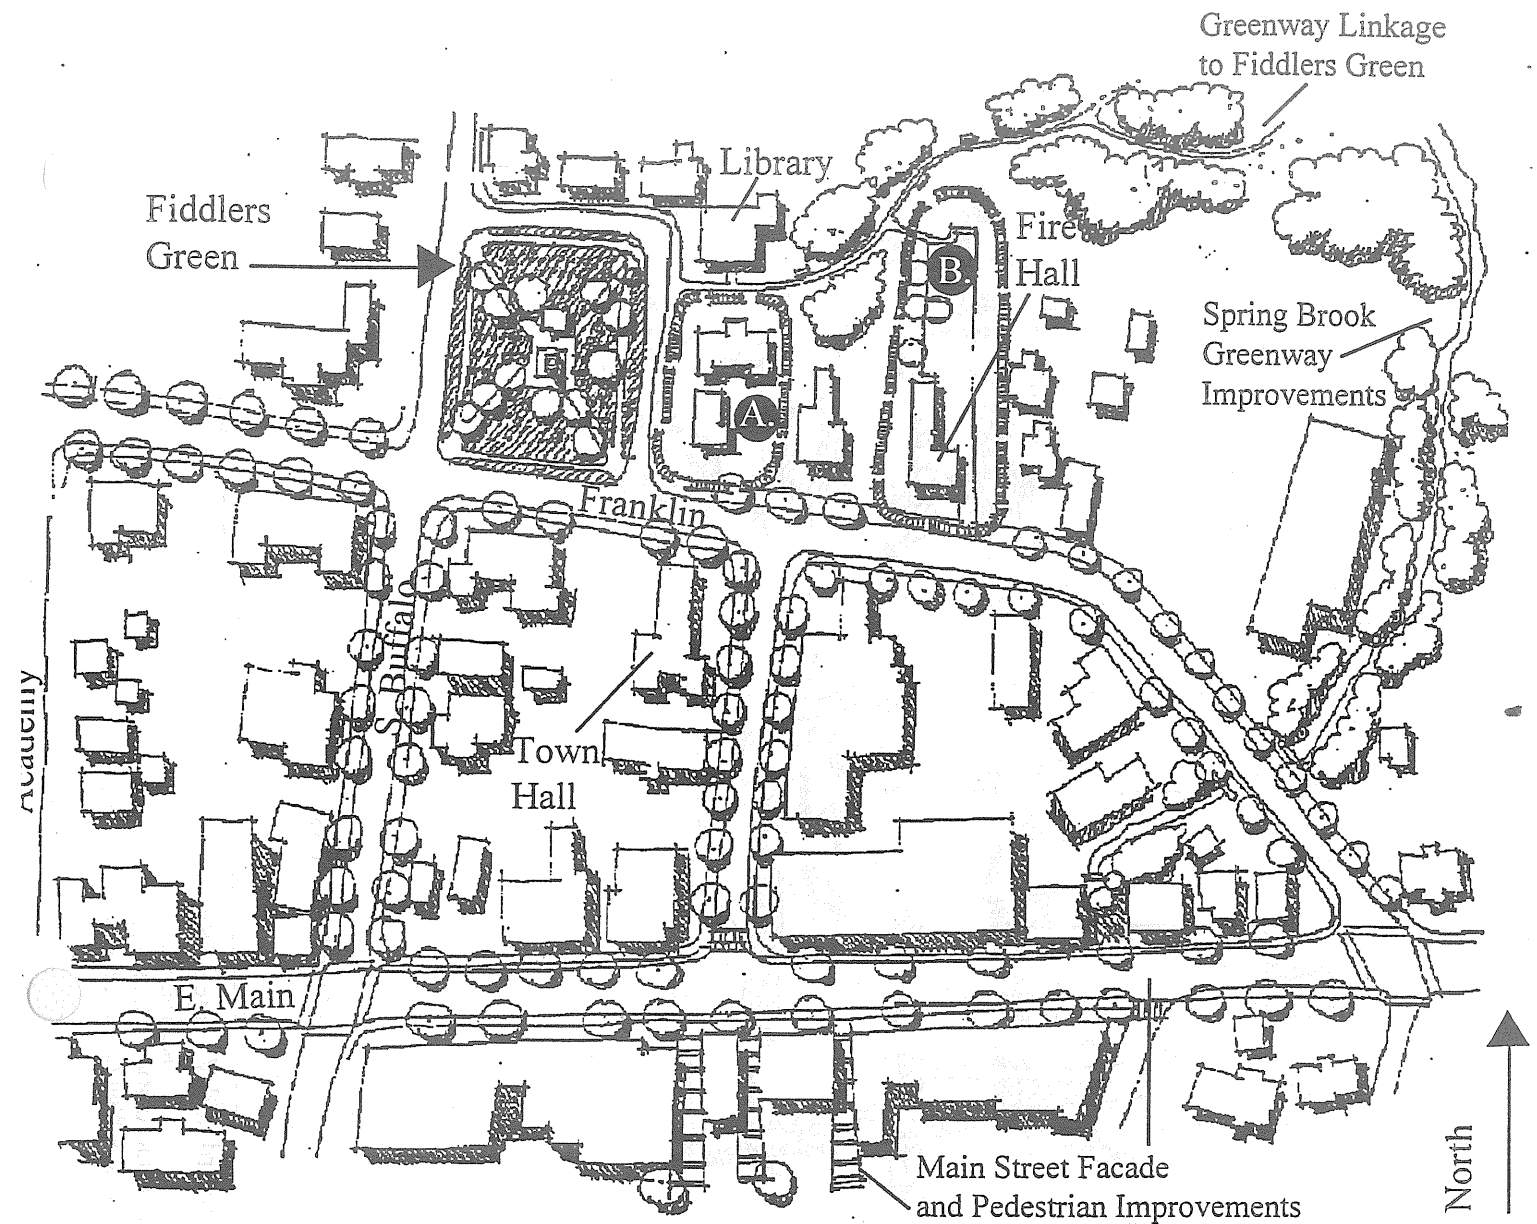 Greenway Linkage
to Fiddlers Green
Library
Fiddlers
Green
Fire
Hall
B.
Spring Brook
Greenway
Improvements
A.
Franklin
S. Buffalo
Academy
Town
Hall
E. Main
Main Street Facade
and Pedestrian Improvements
North